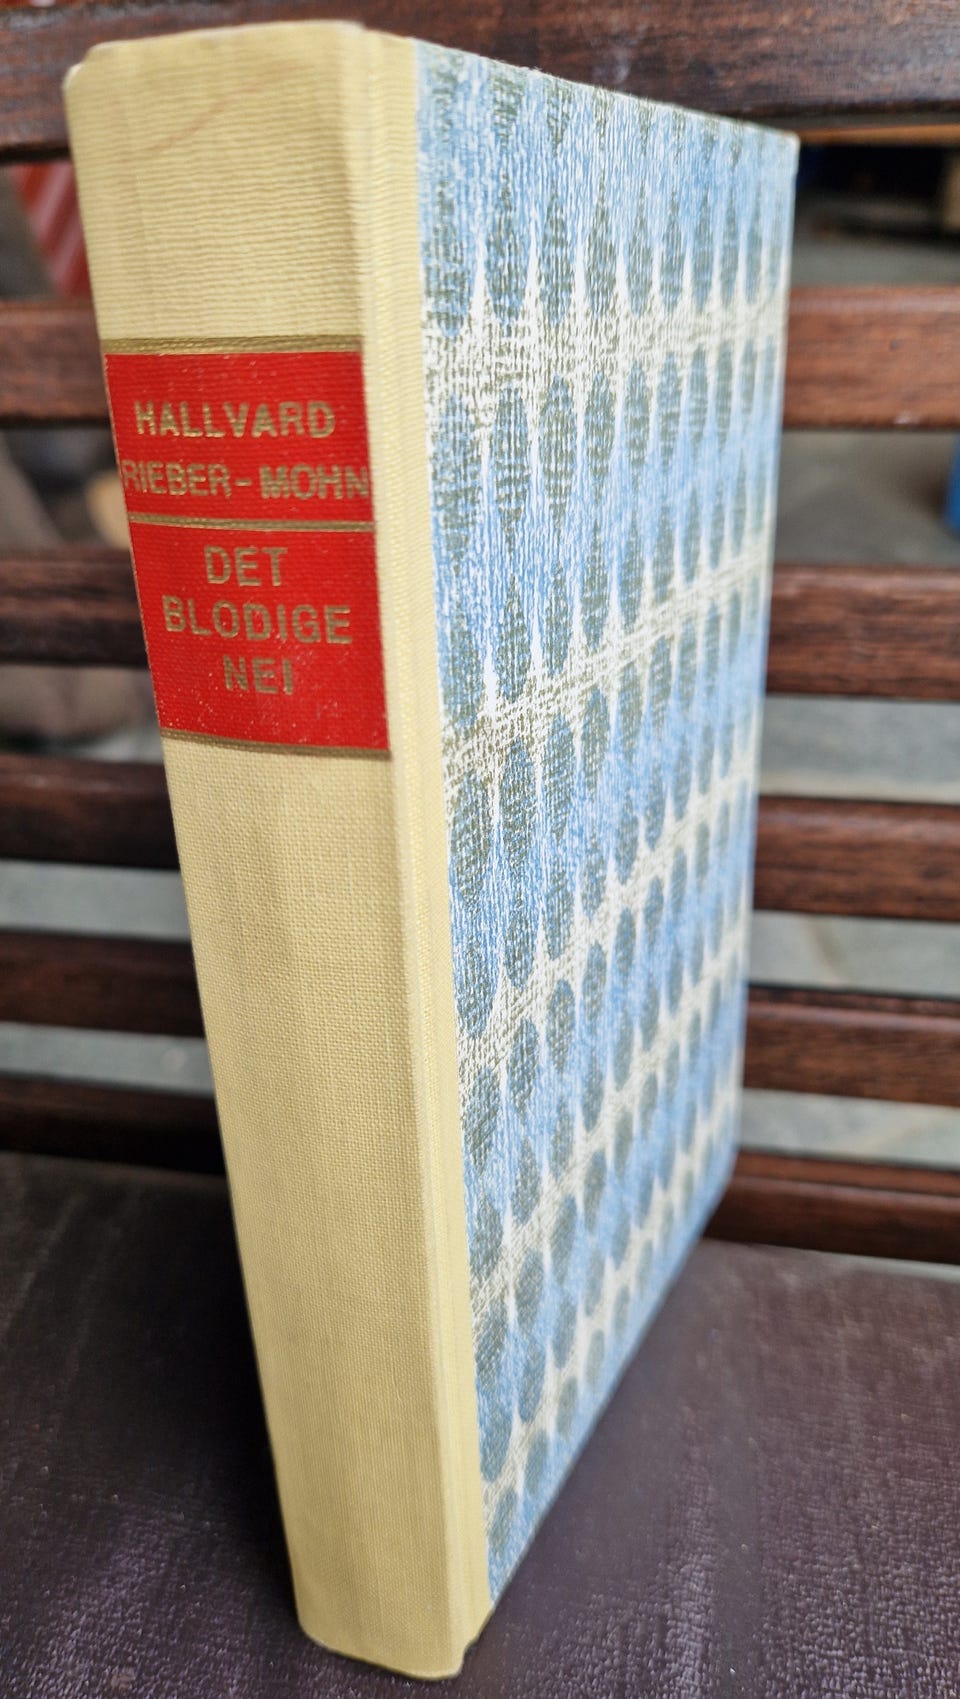 HALLVARD
RIEBER-MOHN
DET
BLODIGE
NEI